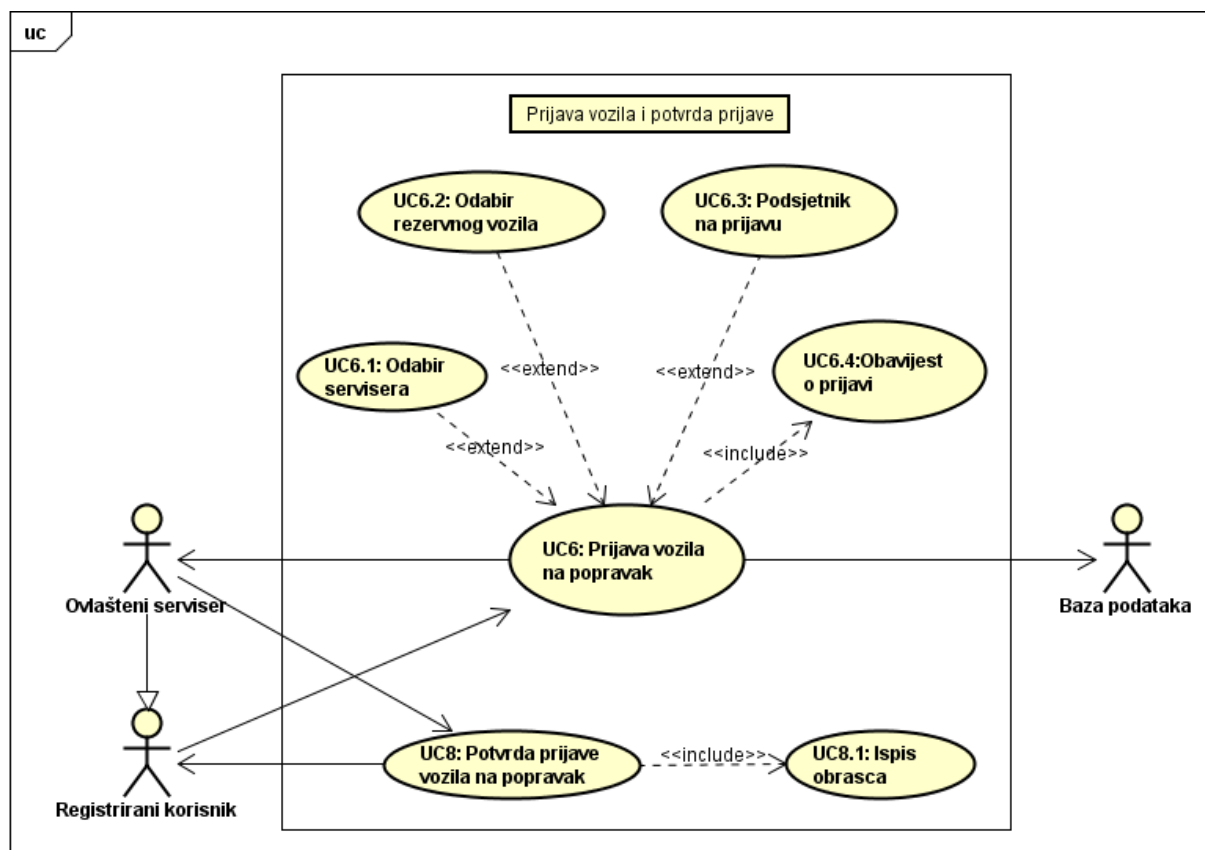 uc
Prijava vozila i potvrda prijave
UC6.2: Odabir
rezervnog vozila
UC6.3: Podsjetnik
na prijavu
UC6.1: Odabir
servisera
<<extend>>
<<extend>>
<<extend>>
UC6.4:Obavijest
o prijavi
<<include>>
UC6: Prijava vozila
na popravak
Ovlašteni serviser
Baza podataka
UC8: Potvrda prijave
vozila na popravak
<<include>>
UC8.1: Ispis
obrasca
Registrirani korisnik